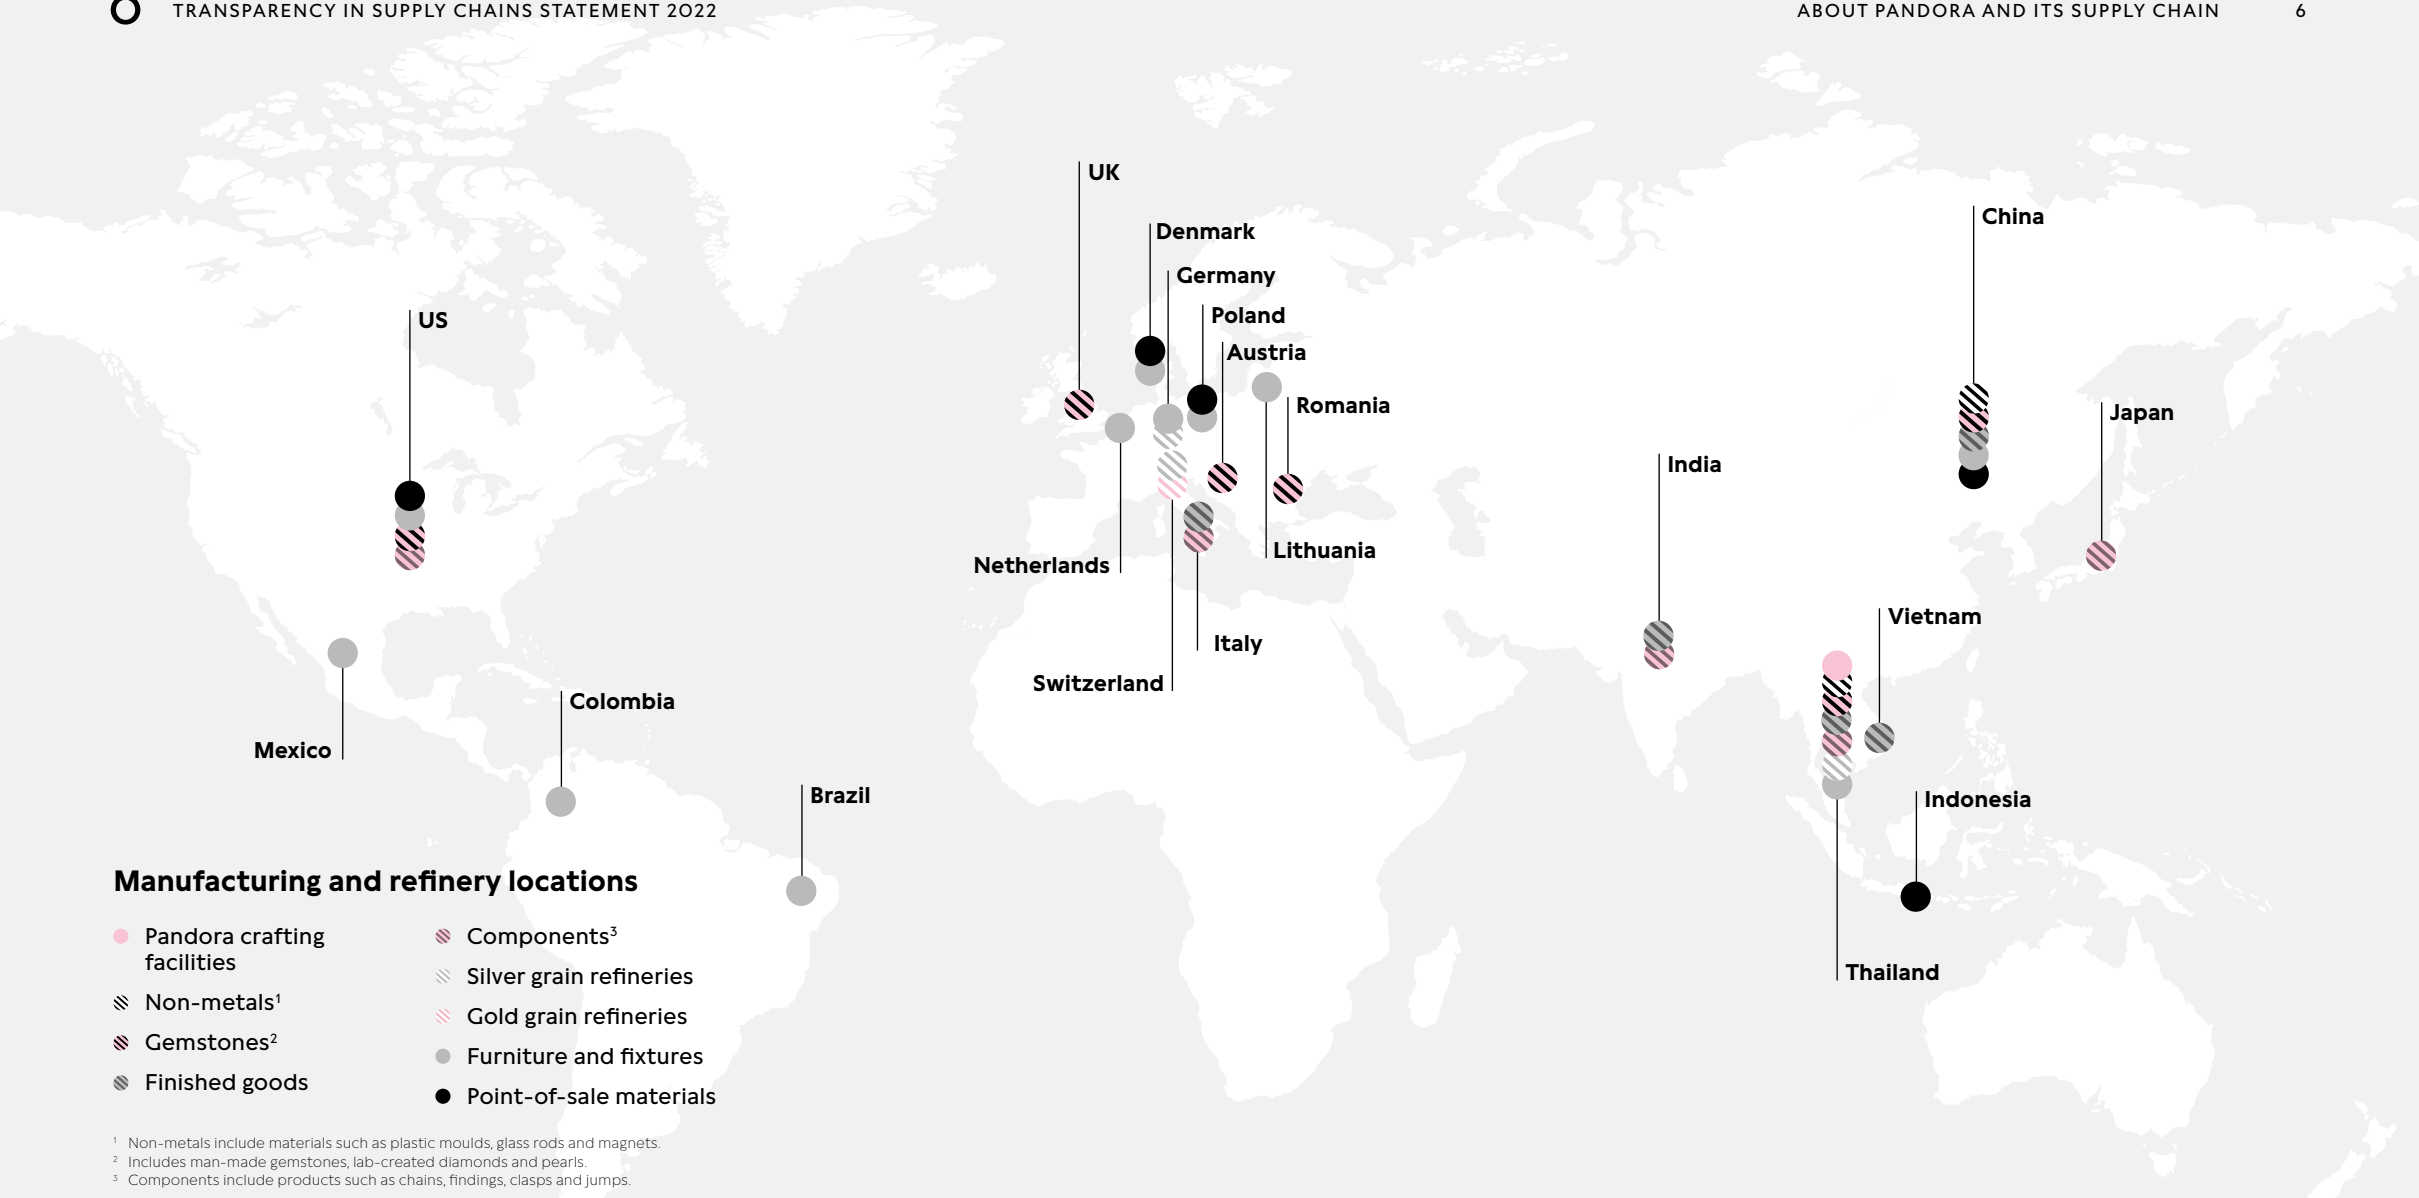 TRANSPARENCY IN SUPPLY CHAINS STATEMENT 2022
ABOUT PANDORA AND ITS SUPPLY CHAIN 6
UK
China
Denmark
Germany
Poland
US
Austria
Romania
Japan
India
Lithuania
Netherlands
Vietnam
Italy
Switzerland
Colombia
Mexico
Brazil
Indonesia
Thailand
Manufacturing and refinery locations
Pandora crafting
facilities
Non-metals¹
Gemstones²
Finished goods
Components³
Silver grain refineries
Gold grain refineries
Furniture and fixtures
Point-of-sale materials
¹ Non-metals include materials such as plastic moulds, glass rods and magnets.
² Includes man-made gemstones, lab-created diamonds and pearls.
³ Components include products such as chains, findings, clasps and jumps.